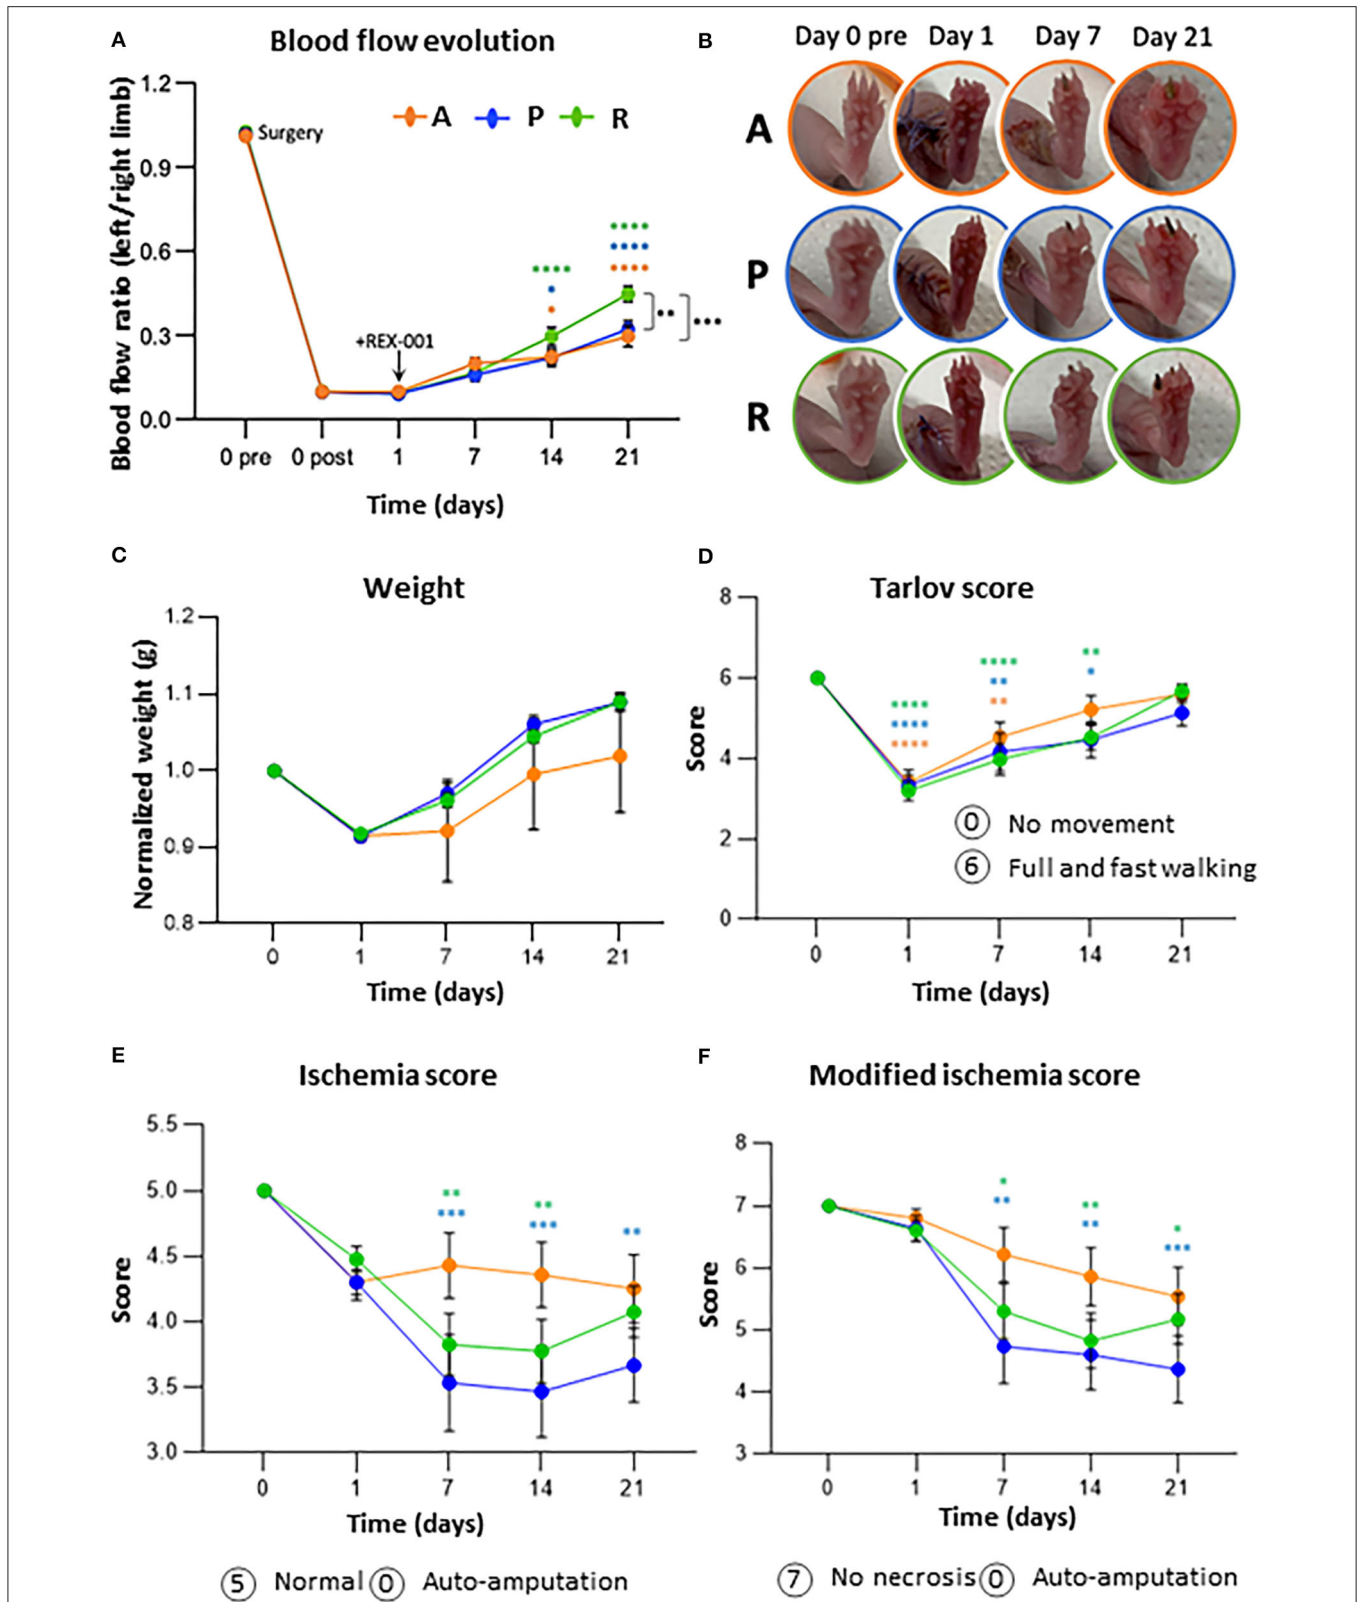 A
Blood flow evolution
Blood flow ratio (left/right limb)
1.2
0.9
0.6
0.3
0.0
A P R
Surgery
+REX-001
**** 
****
*
*
****
****
****
**
***
0 pre 0 post 1 7 14 21
Time (days)
B
Day 0 pre Day 1 Day 7 Day 21
A
P
R
C
Weight
Normalized weight (g)
1.2
1.1
1.0
0.9
0.8
0 1 7 14 21
Time (days)
D
Tarlov score
Score
8
6
4
2
0
****
****
****
****
**
**
**
*
0 No movement
6 Full and fast walking
0 1 7 14 21
Time (days)
E
Ischemia score
Score
5.5
5.0
4.5
4.0
3.5
3.0
**
***
**
***
**
0 1 7 14 21
Time (days)
5 Normal 0 Auto-amputation
F
Modified ischemia score
Score
8
7
6
5
4
3
*
**
**
**
*
***
0 1 7 14 21
Time (days)
7 No necrosis 0 Auto-amputation